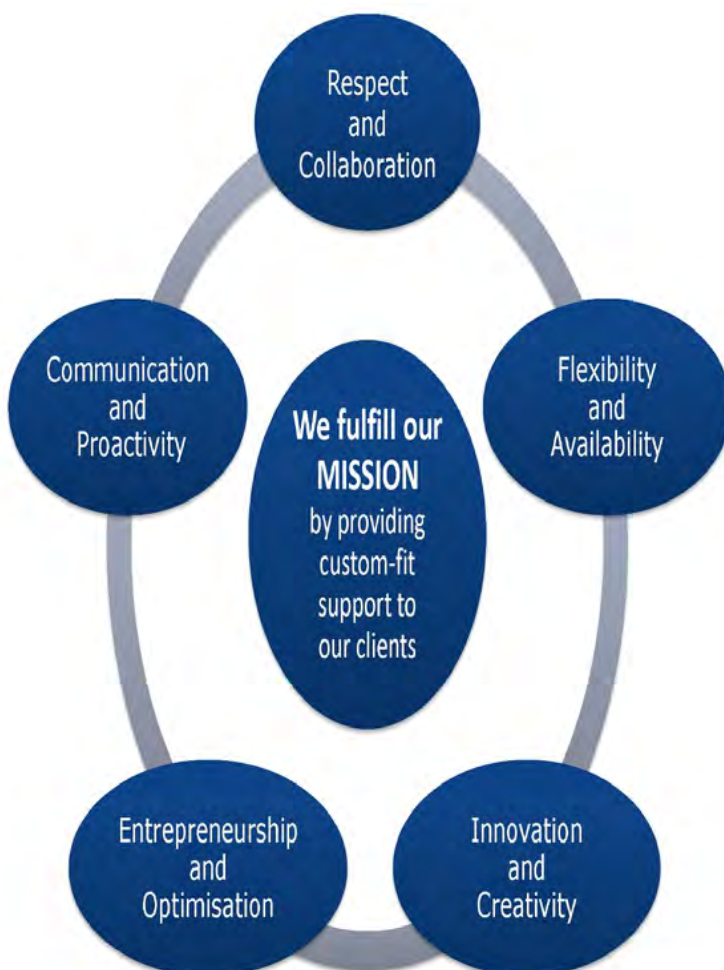 Respect
and
Collaboration
Communication
and
Proactivity
Flexibility
and
Availability
We fulfill our
MISSION
by providing
custom-fit
support to
our clients
Entrepreneurship
and
Optimisation
Innovation
and
Creativity